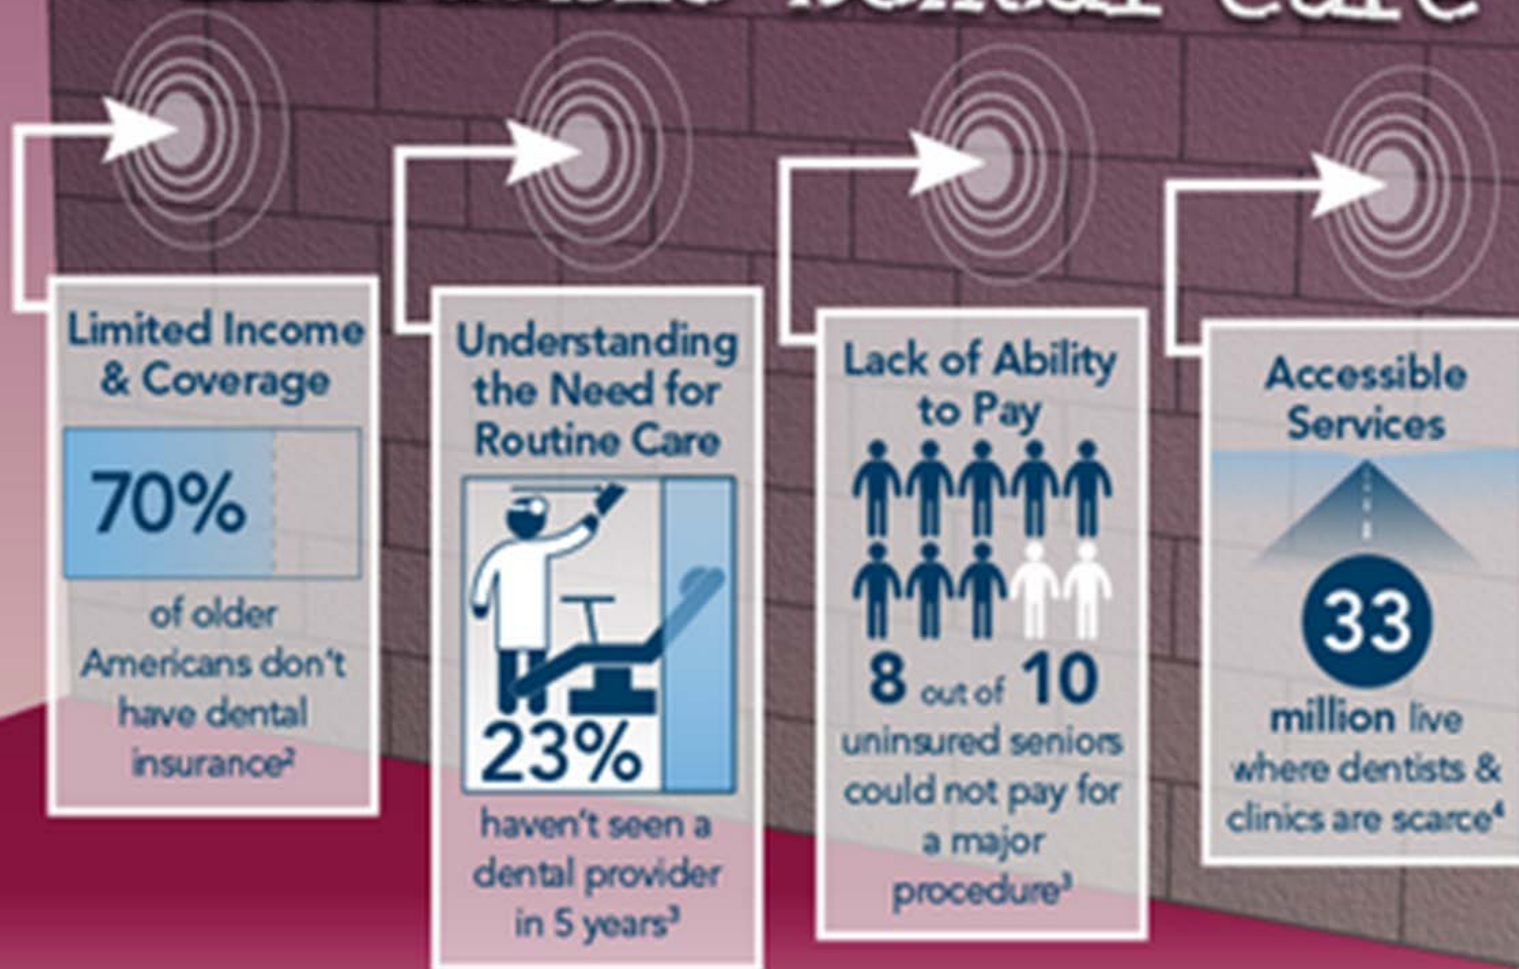 Dental Care
Limited Income
& Coverage
70%
of older
Americans don't
have dental
insurance²
Understanding
the Need for
Routine Care
23%
haven't seen a
dental provider
in 5 years³
Lack of Ability
to Pay
8 out of 10
uninsured seniors
could not pay for
a major
procedure³
Accessible
Services
33
million live
where dentists &
clinics are scarce⁴